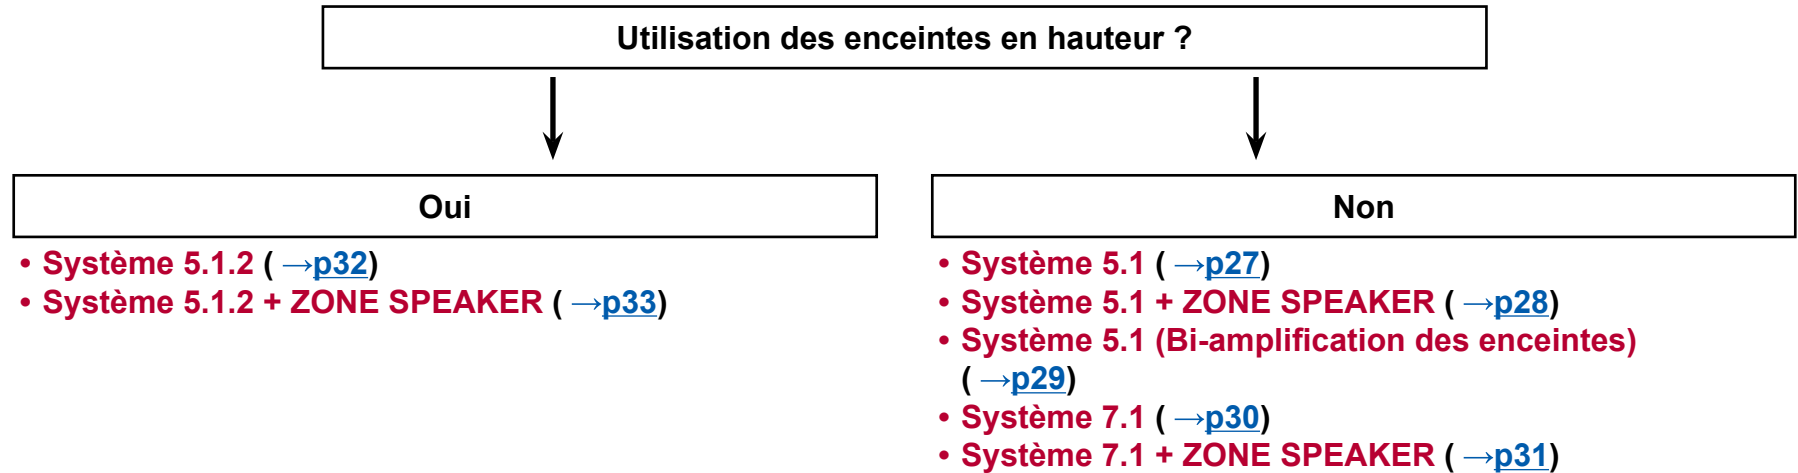 Utilisation des enceintes en hauteur ?
Oui
• Système 5.1.2 ( →p32)
• Système 5.1.2 + ZONE SPEAKER ( →p33)
Non
• Système 5.1 ( →p27)
• Système 5.1 + ZONE SPEAKER ( →p28)
• Système 5.1 (Bi-amplification des enceintes)
( →p29)
• Système 7.1 ( →p30)
• Système 7.1 + ZONE SPEAKER ( →p31)